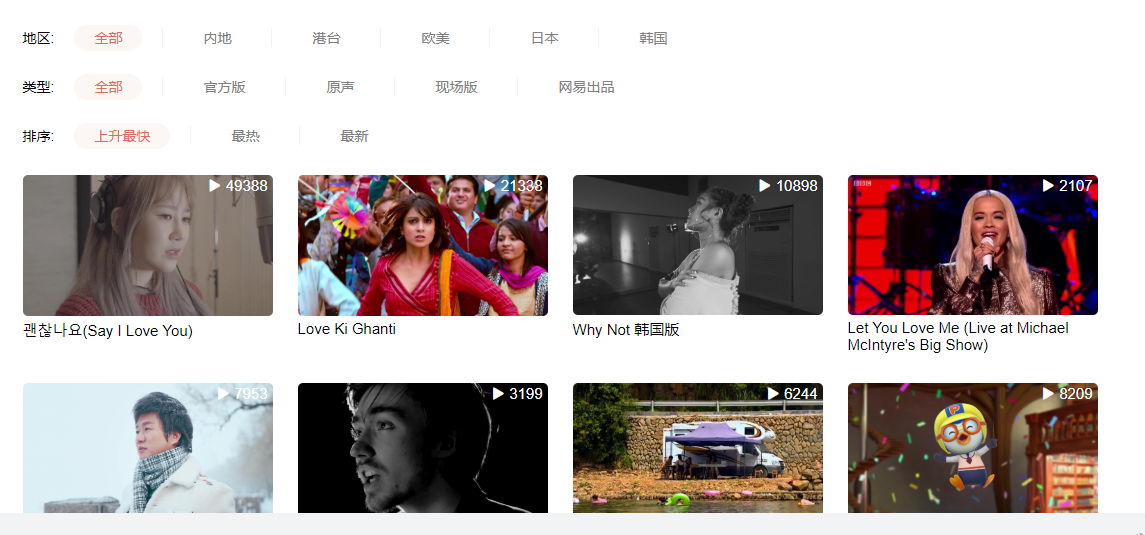 地区: 全部 内地 港台 欧美 日本 韩国
类型: 全部 官方版 原声 现场版 网易出品
排序: 上升最快 最热 最新
49388 21338 10898 BBC 2107
괜찮나요(Say I Love You) Love Ki Ghanti Why Not 韩国版 Let You Love Me (Live at Michael
McIntyre's Big Show)
7953 3199 6244 8209